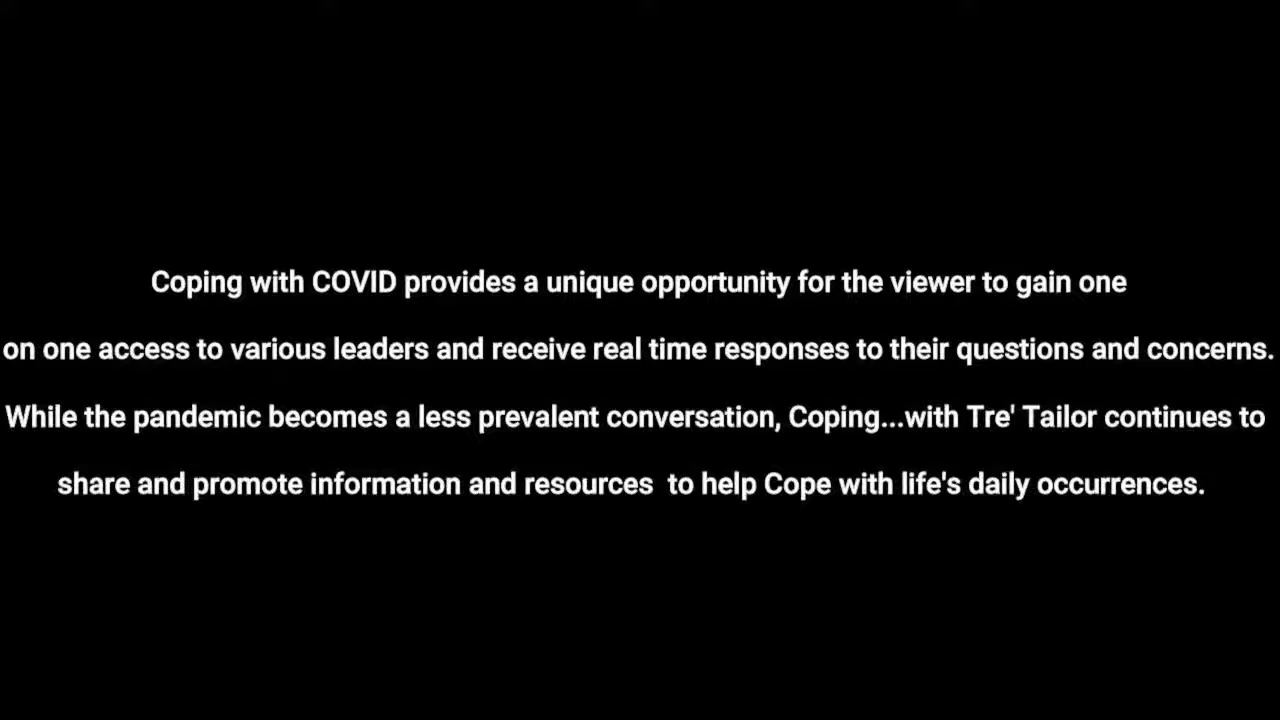 Coping with COVID provides a unique opportunity for the viewer to gain one
on one access to various leaders and receive real time responses to their questions and concerns.
While the pandemic becomes a less prevalent conversation, Coping...with Tre' Tailor continues to
share and promote information and resources  to help Cope with life's daily occurrences.